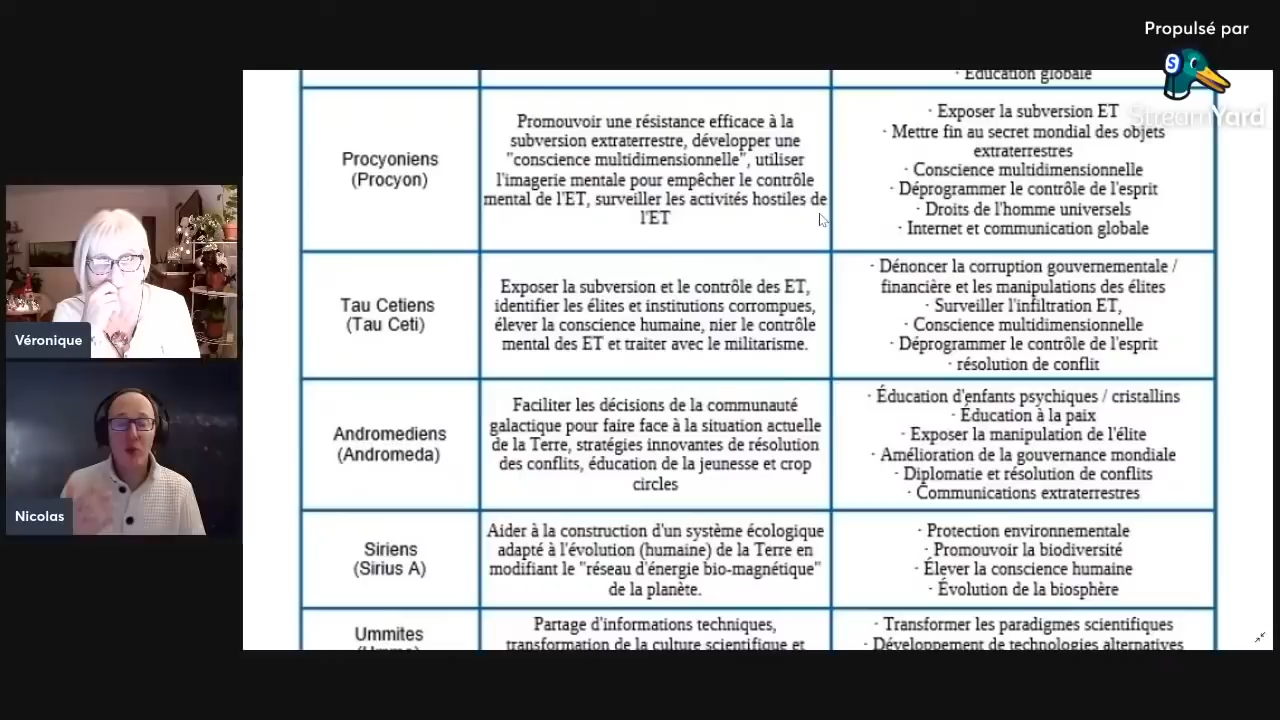 Propulsé par
S
StreamYard
· Education globale
Procyoniens
(Procyon)
Promouvoir une résistance efficace à la
subversion extraterrestre, développer une
"conscience multidimensionnelle", utiliser
l'imagerie mentale pour empêcher le contrôle
mental de l'ET, surveiller les activités hostiles de
l'ET
· Exposer la subversion ET
· Mettre fin au secret mondial des objets
extraterrestres
· Conscience multidimensionnelle
· Déprogrammer le contrôle de l'esprit
· Droits de l'homme universels
· Internet et communication globale
Tau Cetiens
(Tau Ceti)
Exposer la subversion et le contrôle des ET,
identifier les élites et institutions corrompues,
élever la conscience humaine, nier le contrôle
mental des ET et traiter avec le militarisme.
· Dénoncer la corruption gouvernementale /
financière et les manipulations des élites
· Surveiller l'infiltration ET,
· Conscience multidimensionnelle
· Déprogrammer le contrôle de l'esprit
· résolution de conflit
Andromediens
(Andromeda)
Faciliter les décisions de la communauté
galactique pour faire face à la situation actuelle
de la Terre, stratégies innovantes de résolution
des conflits, éducation de la jeunesse et crop
circles
· Éducation d'enfants psychiques / cristallins
· Éducation à la paix
· Exposer la manipulation de l'élite
· Amélioration de la gouvernance mondiale
· Diplomatie et résolution de conflits
· Communications extraterrestres
Siriens
(Sirius A)
Aider à la construction d'un système écologique
adapté à l'évolution (humaine) de la Terre en
modifiant le "réseau d'énergie bio-magnétique"
de la planète.
· Protection environnementale
· Promouvoir la biodiversité
· Élever la conscience humaine
· Évolution de la biosphère
Ummites
Partage d'informations techniques,
transformation de la culture scientifique et
· Transformer les paradigmes scientifiques
· Développement de technologies alternatives
Véronique
Nicolas